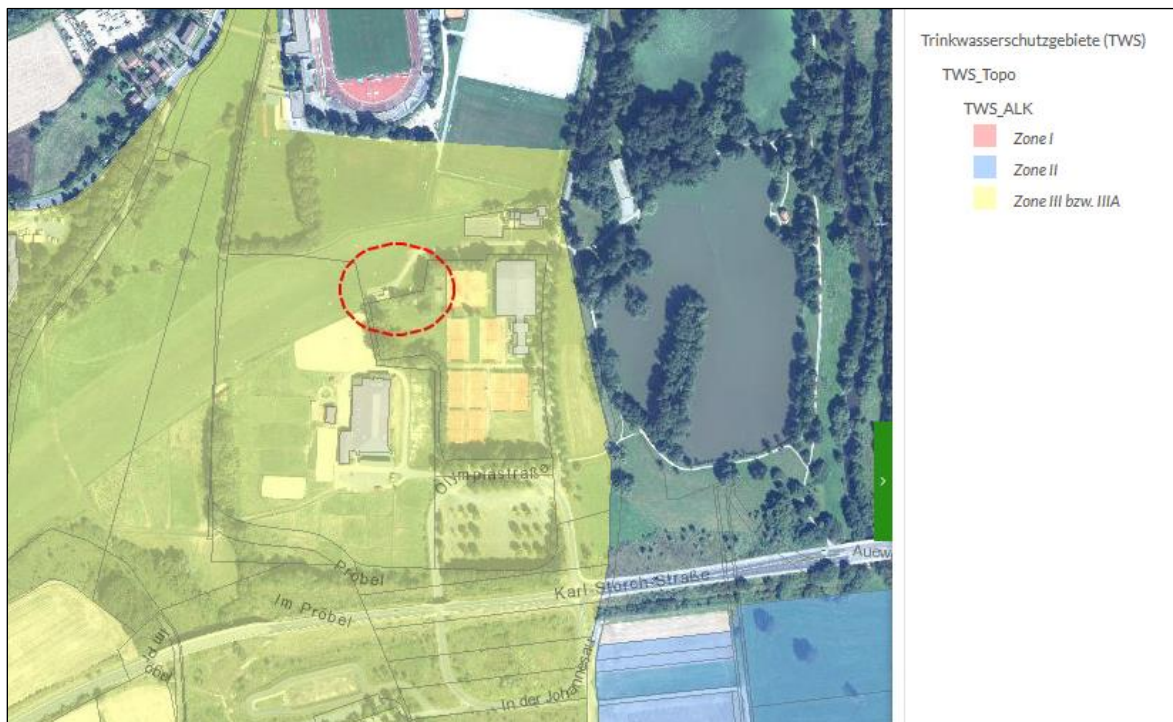 Trinkwasserschutzgebiete (TWS)
TWS_Topo
TWS_ALK
Zone I
Zone II
Zone III bzw. IIIA
Olympiastraße
Pröbel
Im Pröbel
Karl-Storch-Straße
Auew
In der Johannesau